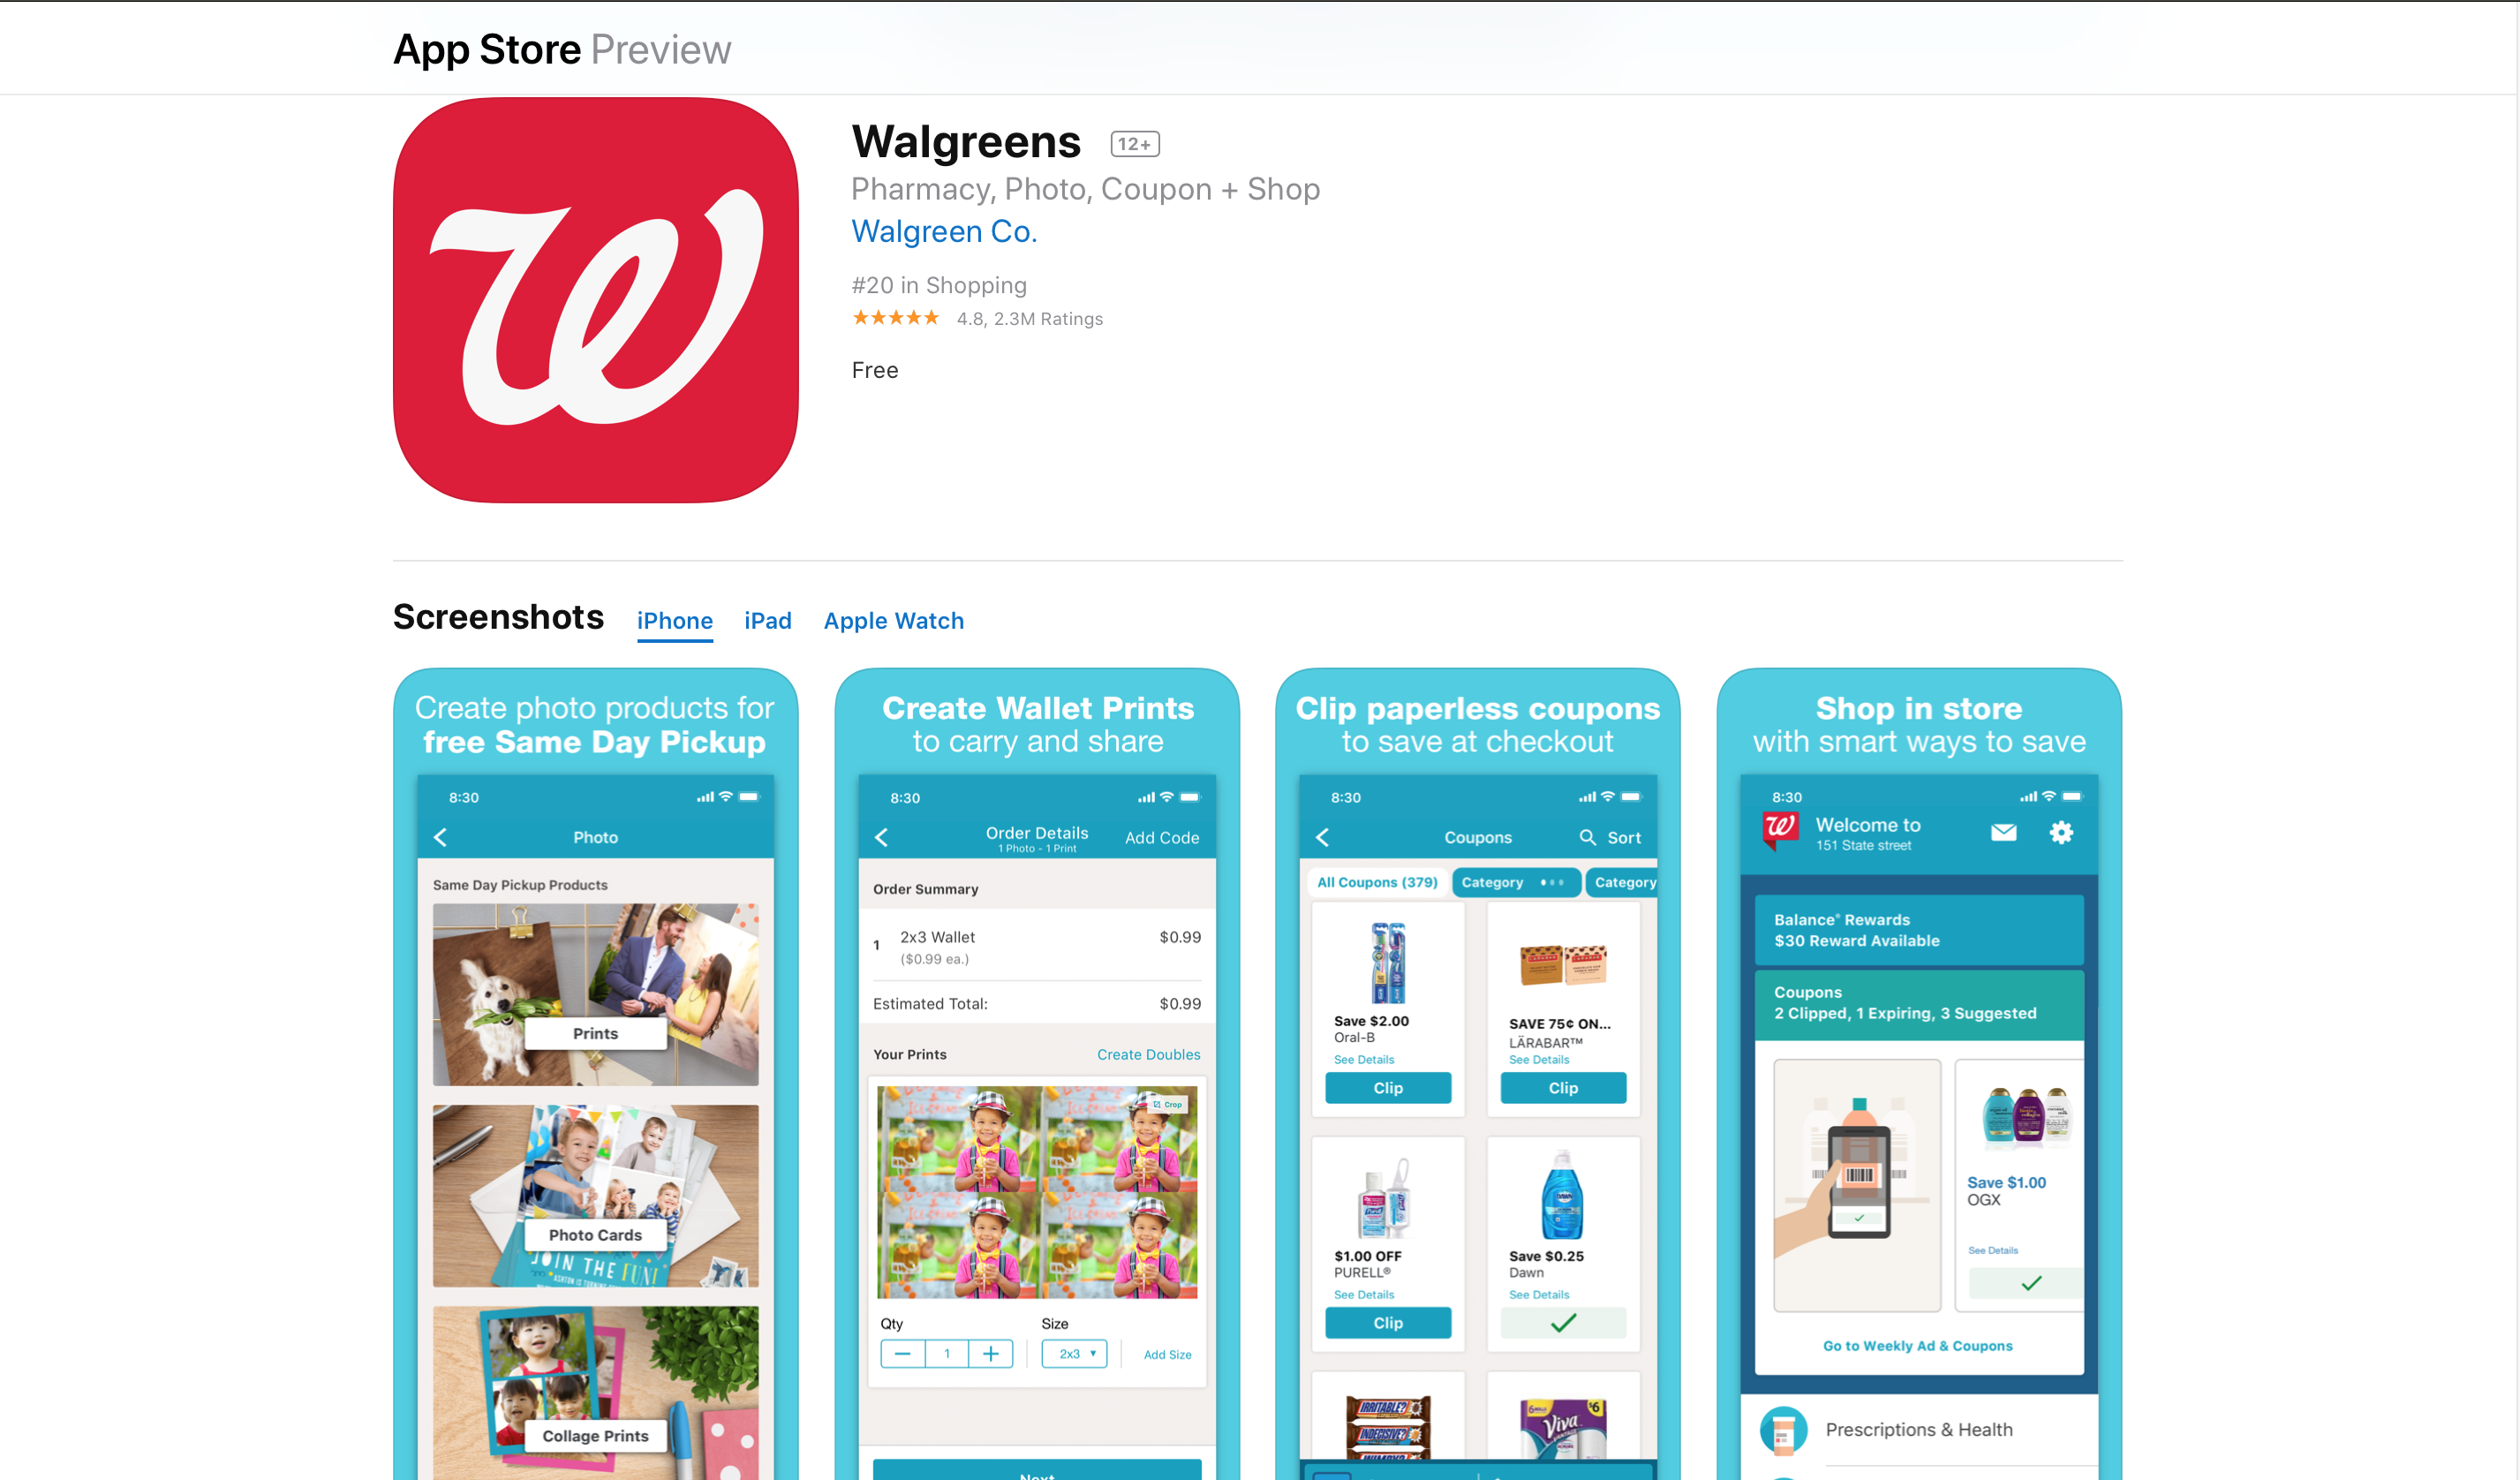 App Store Preview
Walgreens 12+
Pharmacy, Photo, Coupon + Shop
Walgreen Co.
#20 in Shopping
★★★★★ 4.8, 2.3M Ratings
Free
Screenshots iPhone iPad Apple Watch
Create photo products for
free Same Day Pickup
8:30
Photo
Same Day Pickup Products
Prints
Photo Cards
JOIN THE FUN!
Collage Prints
Create Wallet Prints
to carry and share
8:30
Order Details Add Code
1 Photo - 1 Print
Order Summary
1 2x3 Wallet $0.99
($0.99 ea.)
Estimated Total: $0.99
Your Prints Create Doubles
Crop
Qty Size
1 2x3 Add Size
Next
Clip paperless coupons
to save at checkout
8:30
Coupons Sort
All Coupons (379) Category Category
Save $2.00
Oral-B
See Details
Clip
SAVE 75¢ ON...
LÄRABAR™
See Details
Clip
$1.00 OFF
PURELL®
See Details
Clip
DAWN
Save $0.25
Dawn
See Details
IRRITABLE?
INDECISIVE?
Viva
$6
Shop in store
with smart ways to save
8:30
Welcome to
151 State street
Balance® Rewards
$30 Reward Available
Coupons
2 Clipped, 1 Expiring, 3 Suggested
Save $1.00
OGX
See Details
Go to Weekly Ad & Coupons
Prescriptions & Health